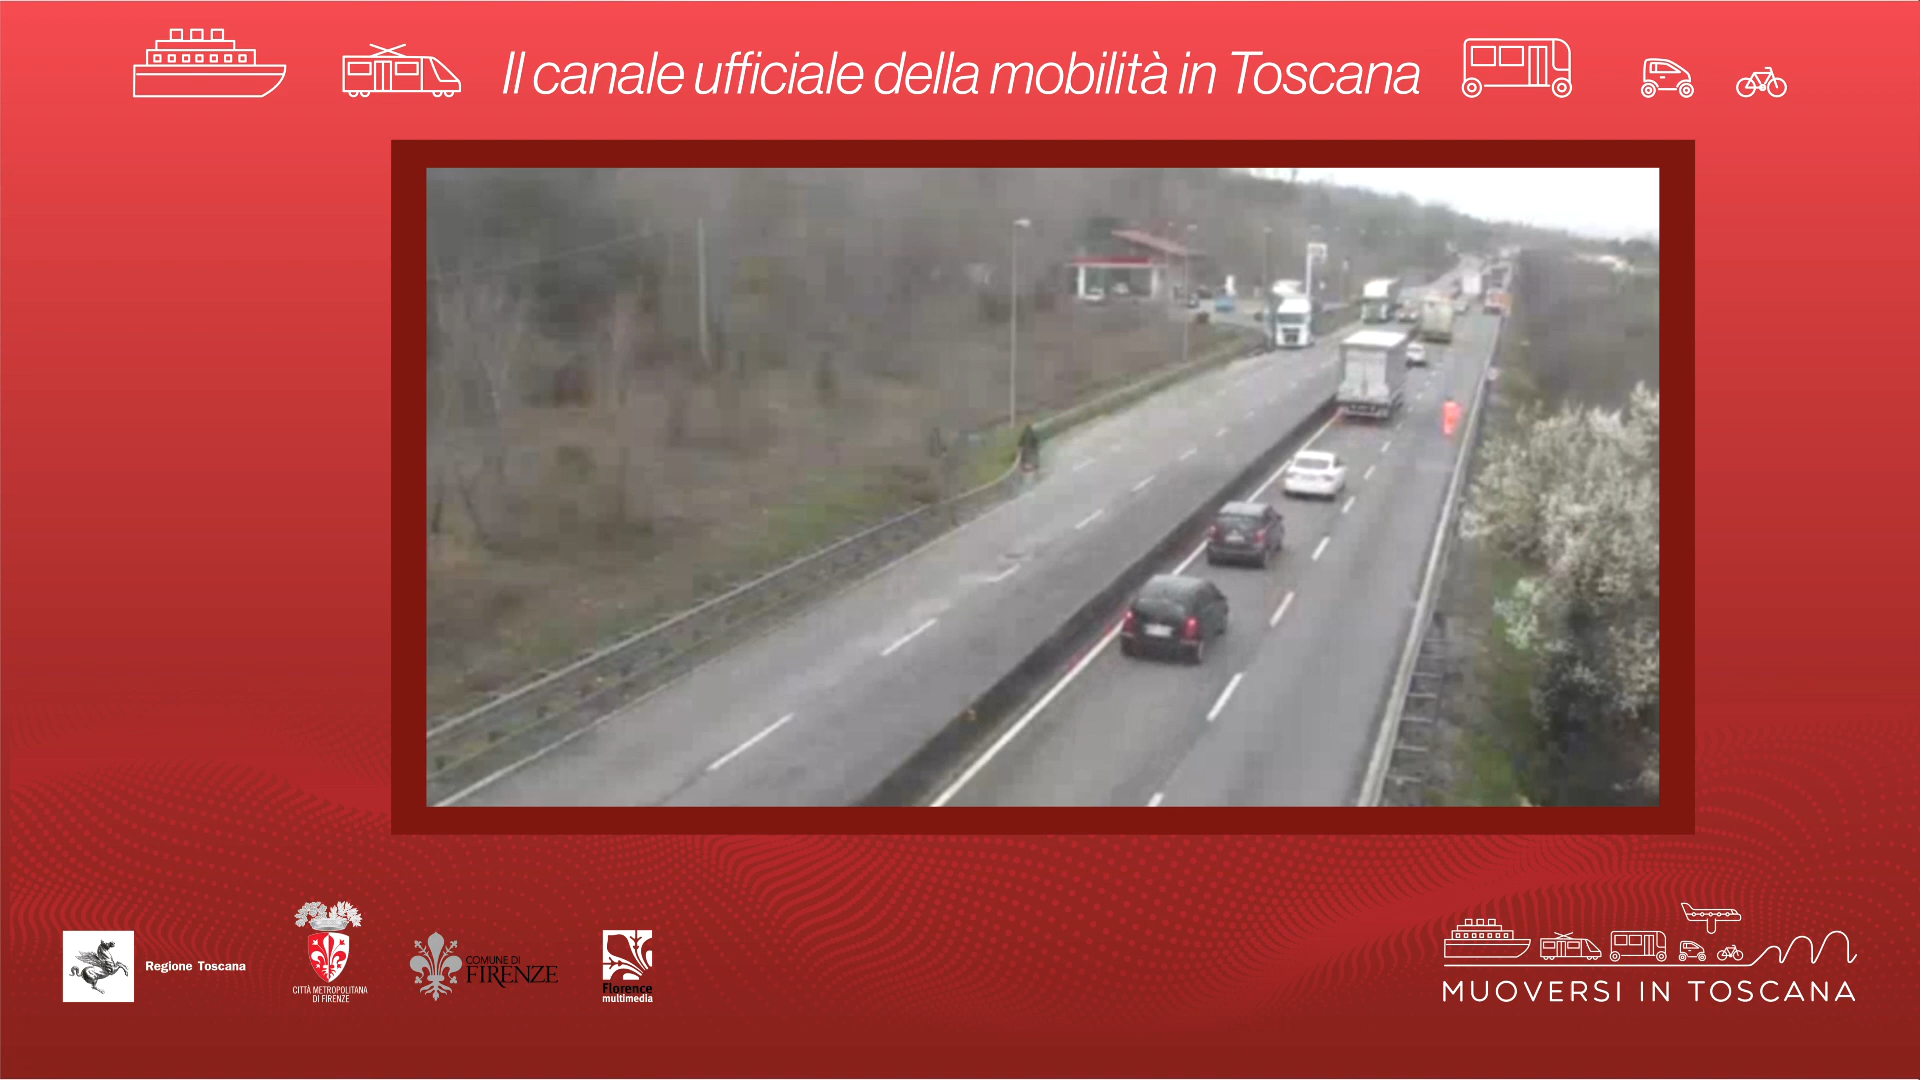 Il canale ufficiale della mobilità in Toscana
Regione Toscana
CITTÀ METROPOLITANA
DI FIRENZE
COMUNE DI
FIRENZE
Florence
multimedia
MUOVERSI IN TOSCANA